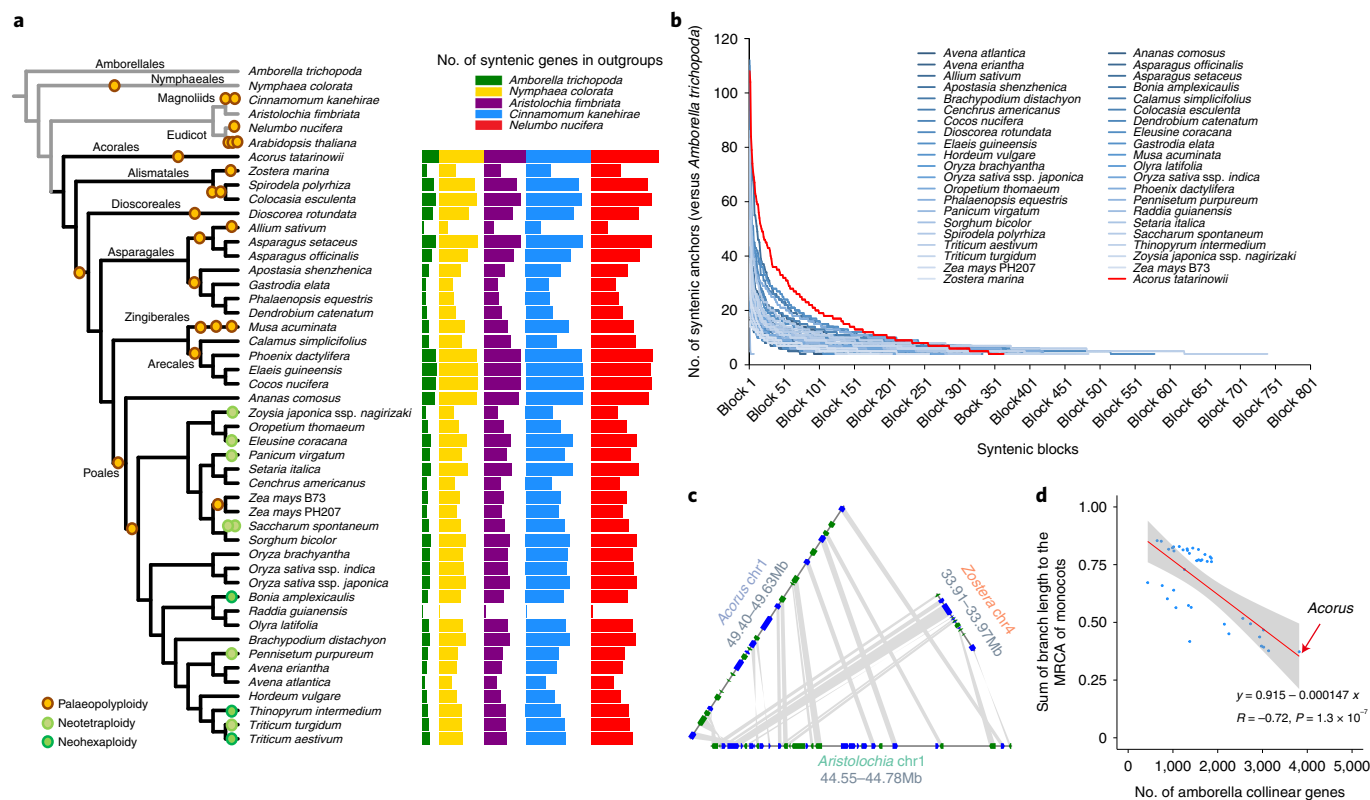 a
Amborellales
Nymphaeales
Magnoliids
Eudicot
Acorales
Alismatales
Dioscoreales
Asparagales
Zingiberales
Arecales
Poales
Amborella trichopoda
Nymphaea colorata
Cinnamomum kanehirae
Aristolochia fimbriata
Nelumbo nucifera
Arabidopsis thaliana
Acorus tatarinowii
Zostera marina
Spirodela polyrhiza
Colocasia esculenta
Dioscorea rotundata
Allium sativum
Asparagus setaceus
Asparagus officinalis
Apostasia shenzhenica
Gastrodia elata
Phalaenopsis equestris
Dendrobium catenatum
Musa acuminata
Calamus simplicifolius
Phoenix dactylifera
Elaeis guineensis
Cocos nucifera
Ananas comosus
Zoysia japonica ssp. nagirizaki
Oropetium thomaeum
Eleusine coracana
Panicum virgatum
Setaria italica
Cenchrus americanus
Zea mays B73
Zea mays PH207
Saccharum spontaneum
Sorghum bicolor
Oryza brachyantha
Oryza sativa ssp. indica
Oryza sativa ssp. japonica
Bonia amplexicaulis
Raddia guianensis
Olyra latifolia
Brachypodium distachyon
Pennisetum purpureum
Avena eriantha
Avena atlantica
Hordeum vulgare
Thinopyrum intermedium
Triticum turgidum
Triticum aestivum
Palaeopolyploidy
Neotetraploidy
Neohexaploidy
No. of syntenic genes in outgroups
Amborella trichopoda
Nymphaea colorata
Aristolochia fimbriata
Cinnamomum kanehirae
Nelumbo nucifera
b
No. of syntenic anchors (versus Amborella trichopoda)
120
100
80
60
40
20
0
Avena atlantica
Avena eriantha
Allium sativum
Apostasia shenzhenica
Brachypodium distachyon
Cenchrus americanus
Cocos nucifera
Dioscorea rotundata
Elaeis guineensis
Hordeum vulgare
Oryza brachyantha
Oryza sativa ssp. japonica
Oropetium thomaeum
Phalaenopsis equestris
Panicum virgatum
Sorghum bicolor
Spirodela polyrhiza
Triticum aestivum
Triticum turgidum
Zea mays PH207
Zostera marina
Ananas comosus
Asparagus officinalis
Asparagus setaceus
Bonia amplexicaulis
Calamus simplicifolius
Colocasia esculenta
Dendrobium catenatum
Eleusine coracana
Gastrodia elata
Musa acuminata
Olyra latifolia
Oryza sativa ssp. indica
Phoenix dactylifera
Pennisetum purpureum
Raddia guianensis
Setaria italica
Saccharum spontaneum
Thinopyrum intermedium
Zoysia japonica ssp. nagirizaki
Zea mays B73
Acorus tatarinowii
Block 1
Block 51
Block 101
Block 151
Block 201
Block 251
Block 301
Bock 351
Block401
Block 451
Block 501
Block 551
Block 601
Block 651
Block 701
Block 751
Block 801
Syntenic blocks
c
Acorus chr1
49.40–49.63Mb
Zostera chr4
33.91–33.97Mb
Aristolochia chr1
44.55–44.78Mb
d
Sum of branch length to the
MRCA of monocots
1.00
0.75
0.50
0.25
0
Acorus
y = 0.915 – 0.000147 x
R = –0.72, P = 1.3 × 10⁻⁷
0
1,000
2,000
3,000
4,000
5,000
No. of amborella collinear genes